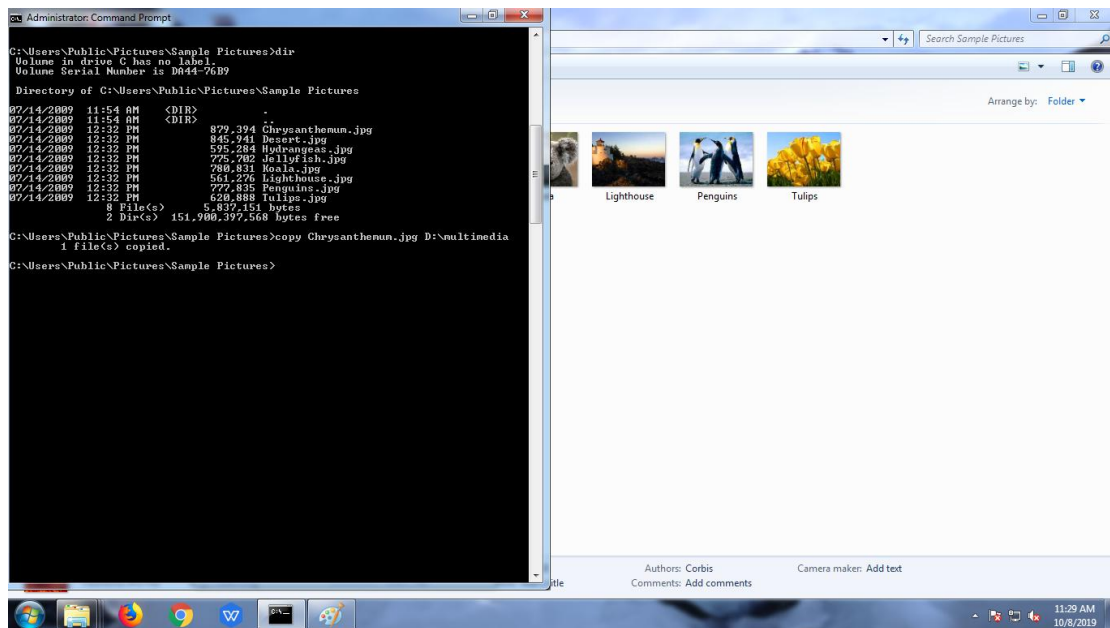 Administrator: Command Prompt
C:\Users\Public\Pictures\Sample Pictures>dir
Volume in drive C has no label.
Volume Serial Number is DA44-76B9
Directory of C:\Users\Public\Pictures\Sample Pictures
07/14/2009 11:54 AM <DIR> .
07/14/2009 11:54 AM <DIR> ..
07/14/2009 12:32 PM 879,394 Chrysanthemum.jpg
07/14/2009 12:32 PM 845,941 Desert.jpg
07/14/2009 12:32 PM 595,284 Hydrangeas.jpg
07/14/2009 12:32 PM 775,702 Jellyfish.jpg
07/14/2009 12:32 PM 780,831 Koala.jpg
07/14/2009 12:32 PM 561,276 Lighthouse.jpg
07/14/2009 12:32 PM 777,835 Penguins.jpg
07/14/2009 12:32 PM 620,888 Tulips.jpg
8 File(s) 5,837,151 bytes
2 Dir(s) 151,900,397,568 bytes free
C:\Users\Public\Pictures\Sample Pictures>copy Chrysanthemum.jpg D:\multimedia
1 file(s) copied.
C:\Users\Public\Pictures\Sample Pictures>
Search Sample Pictures
Arrange by: Folder
Lighthouse
Penguins
Tulips
Authors: Corbis
Camera maker: Add text
Comments: Add comments
11:29 AM
10/8/2019